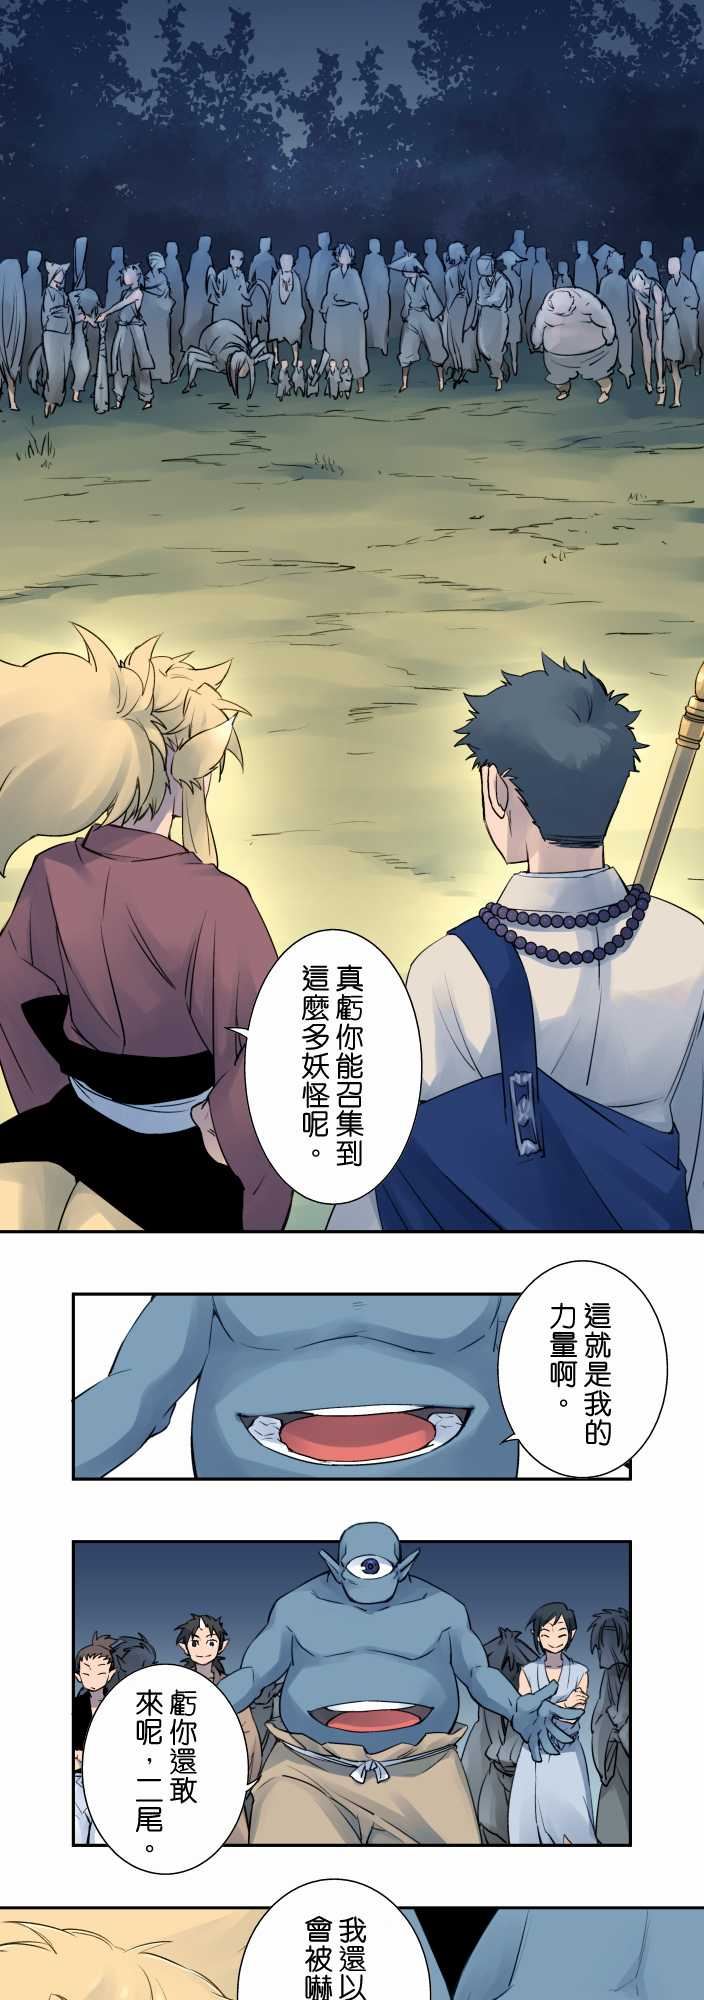 真虧你能召集到
這麼多妖怪呢。
這就是我的
力量啊。
虧你還敢
來呢，二尾。
我還以
會被嚇